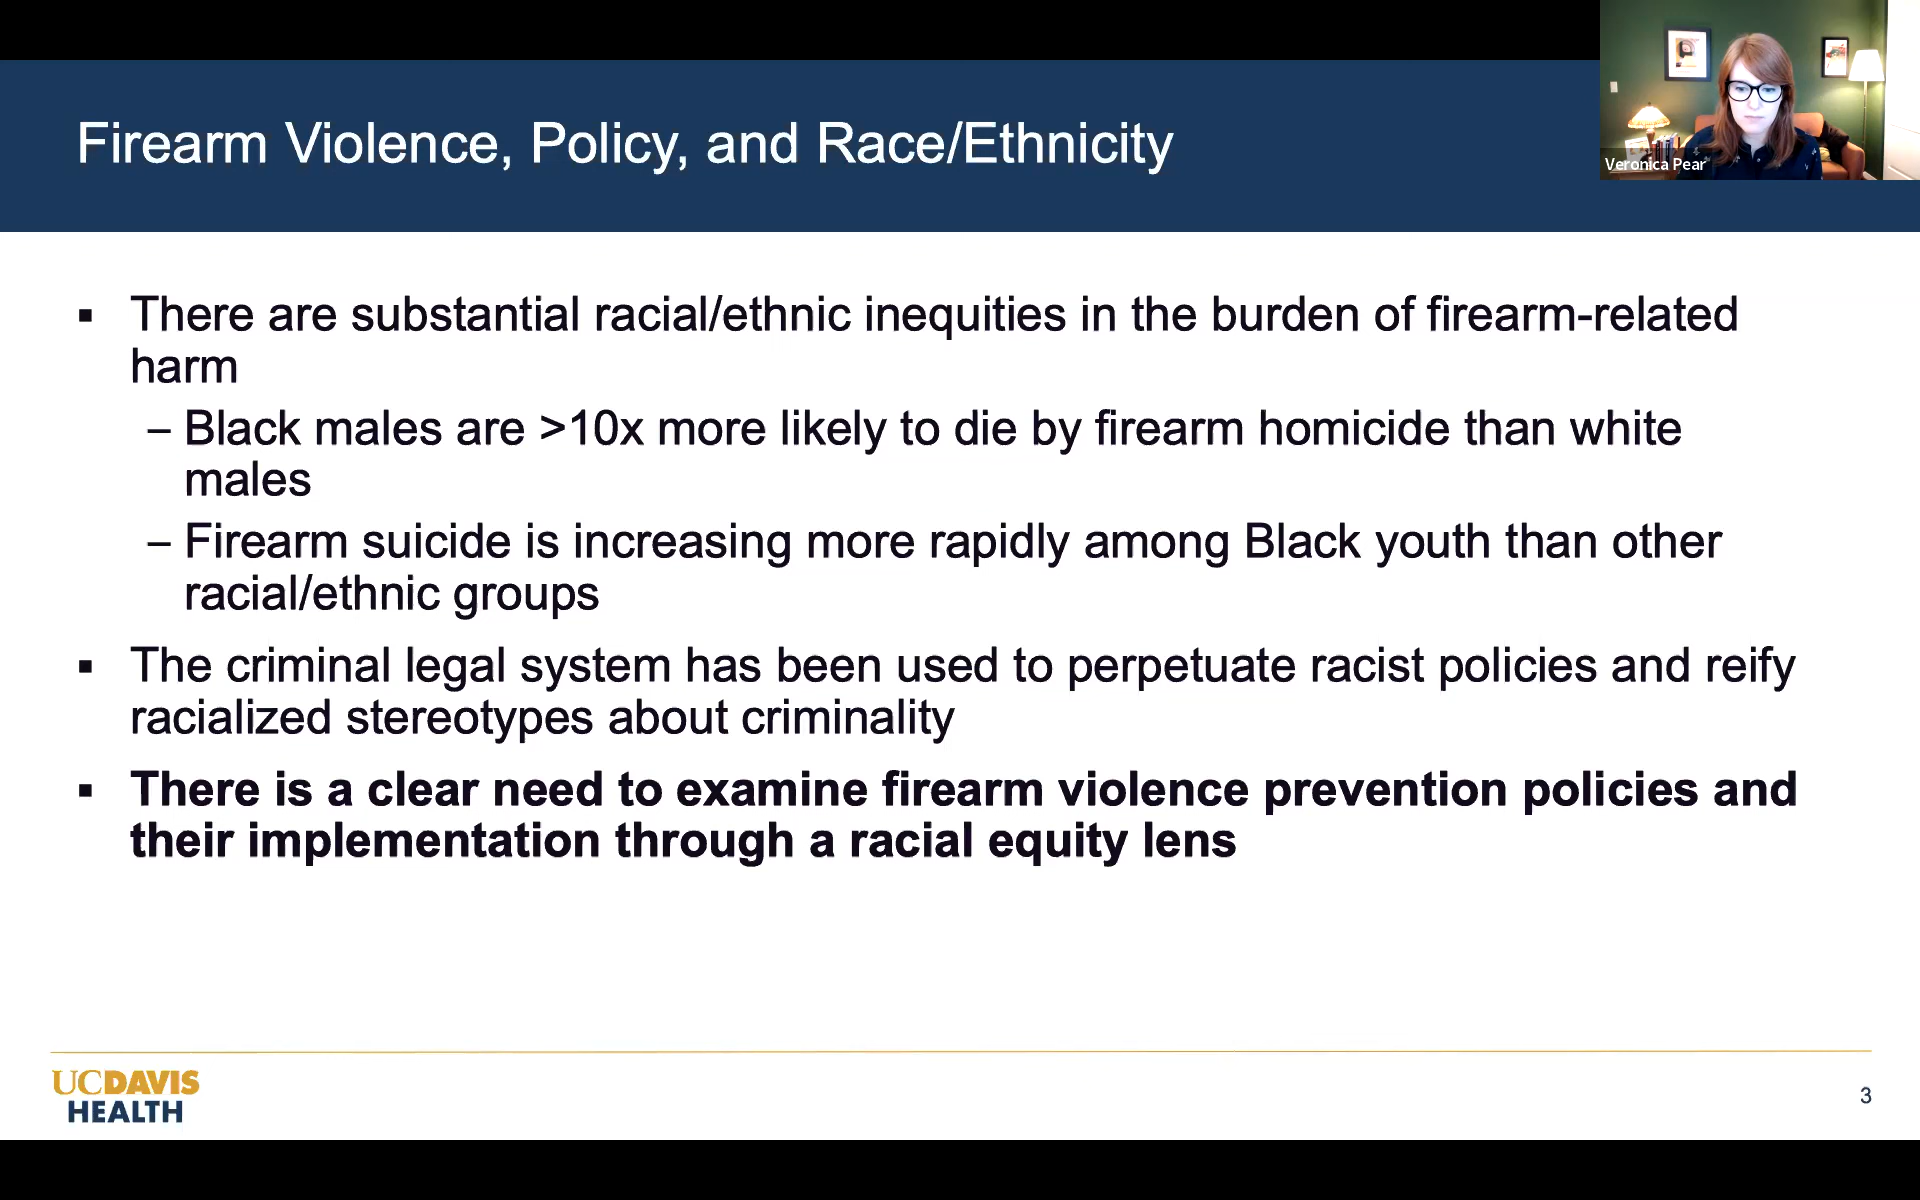 Firearm Violence, Policy, and Race/Ethnicity
Veronica Pear
▪ There are substantial racial/ethnic inequities in the burden of firearm-related
harm
– Black males are >10x more likely to die by firearm homicide than white
males
– Firearm suicide is increasing more rapidly among Black youth than other
racial/ethnic groups
▪ The criminal legal system has been used to perpetuate racist policies and reify
racialized stereotypes about criminality
▪ There is a clear need to examine firearm violence prevention policies and
their implementation through a racial equity lens
UCDAVIS
HEALTH
3